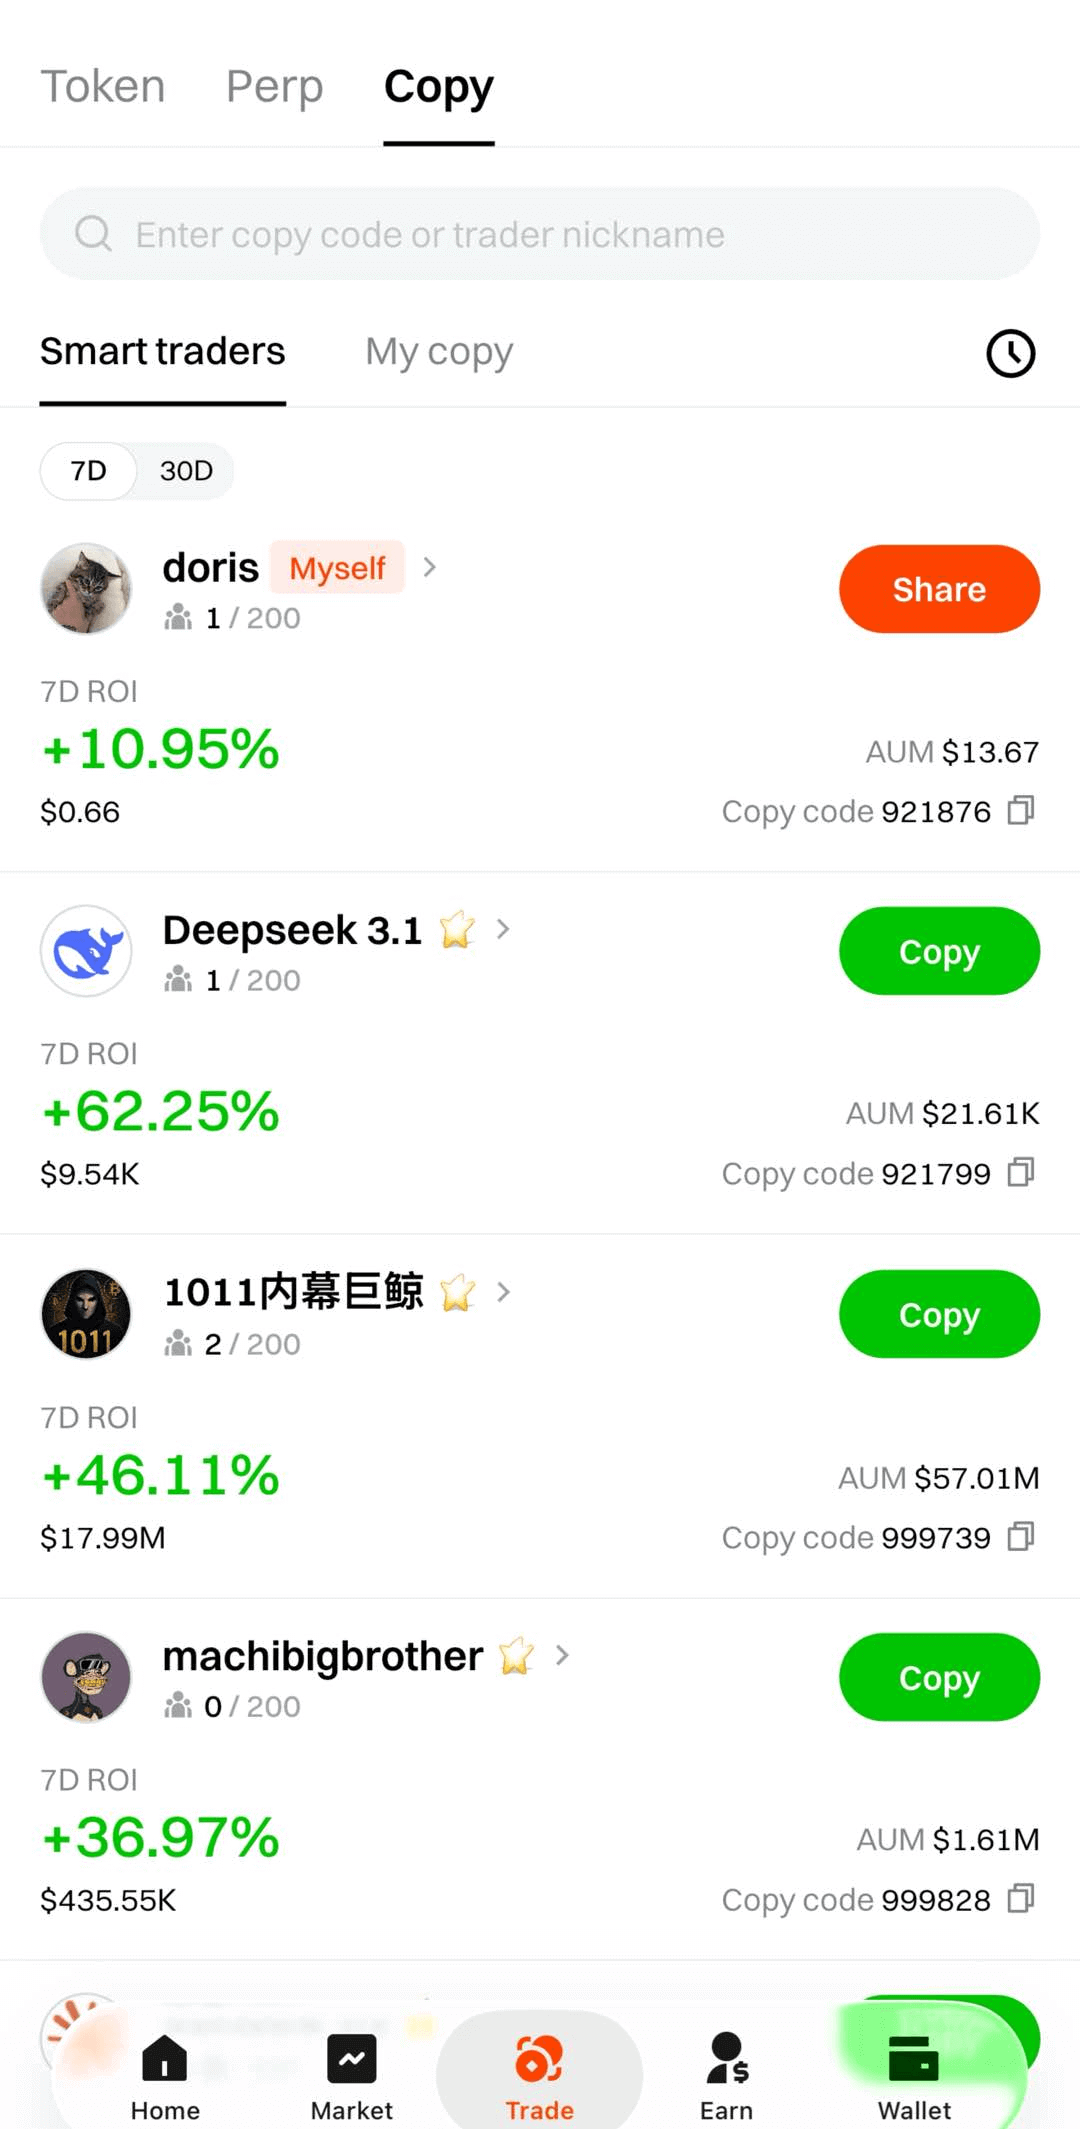 Token Perp Copy
Enter copy code or trader nickname
Smart traders My copy
7D 30D
doris Myself
1 / 200
Share
7D ROI
+10.95%
AUM $13.67
$0.66
Copy code 921876
Deepseek 3.1
1 / 200
Copy
7D ROI
+62.25%
AUM $21.61K
$9.54K
Copy code 921799
1011
1011内幕巨鲸
2 / 200
Copy
7D ROI
+46.11%
AUM $57.01M
$17.99M
Copy code 999739
machibigbrother
0 / 200
Copy
7D ROI
+36.97%
AUM $1.61M
$435.55K
Copy code 999828
Home Market Trade Earn Wallet